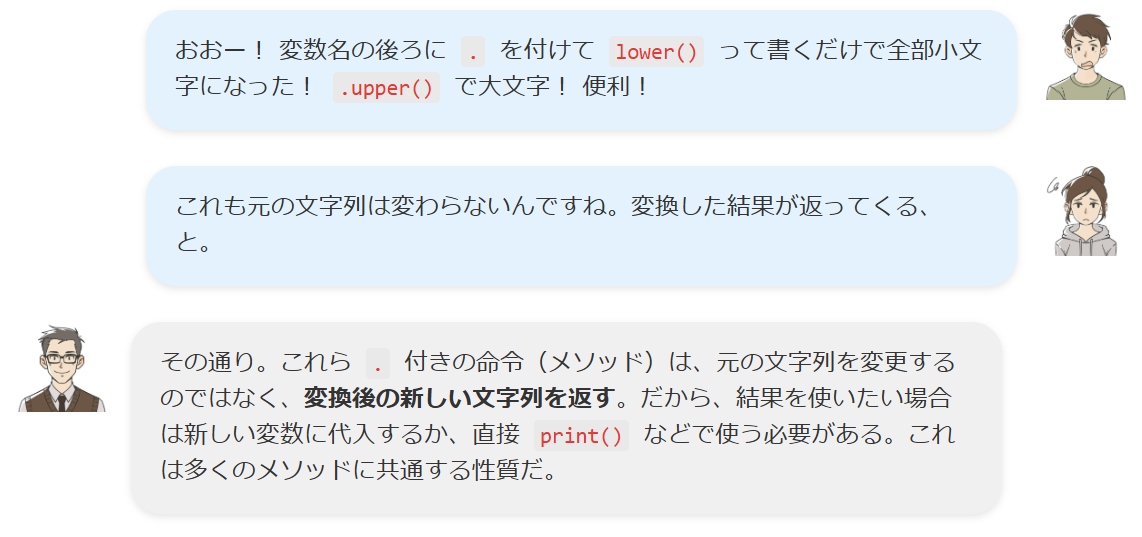 おおー！ 変数名の後ろに . を付けて lower() って書くだけで全部小文
字になった！ .upper() で大文字！ 便利！
これも元の文字列は変わらないんですね。変換した結果が返ってくる、
と。
その通り。これら . 付きの命令（メソッド）は、元の文字列を変更する
のではなく、変換後の新しい文字列を返す。だから、結果を使いたい場合
は新しい変数に代入するか、直接 print() などで使う必要がある。これ
は多くのメソッドに共通する性質だ。